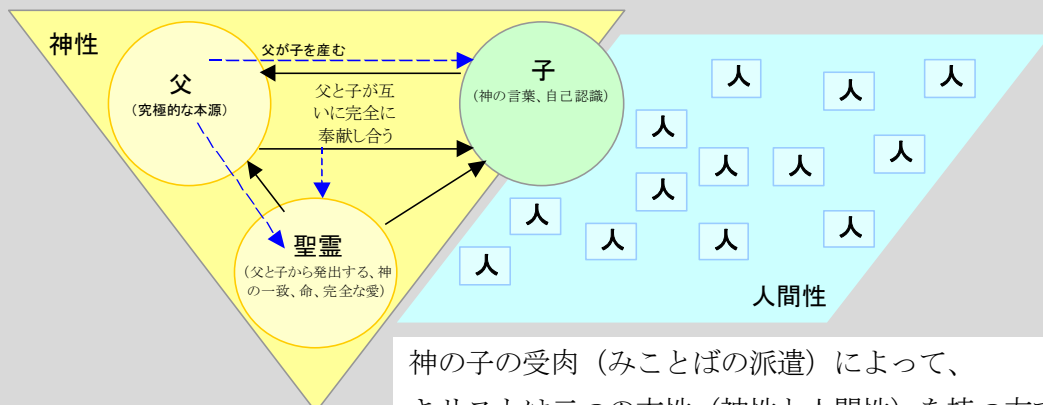 神性
父が子を産む
父
（究極的な本源）
父と子が互
いに完全に
奉献し合う
子
（神の言葉、自己認識）
聖霊
（父と子から発出する、神
の一致、命、完全な愛）
人
人
人
人
人
人
人
人
人
人
人
人
人
人間性
神の子の受肉（みことばの派遣）によって、